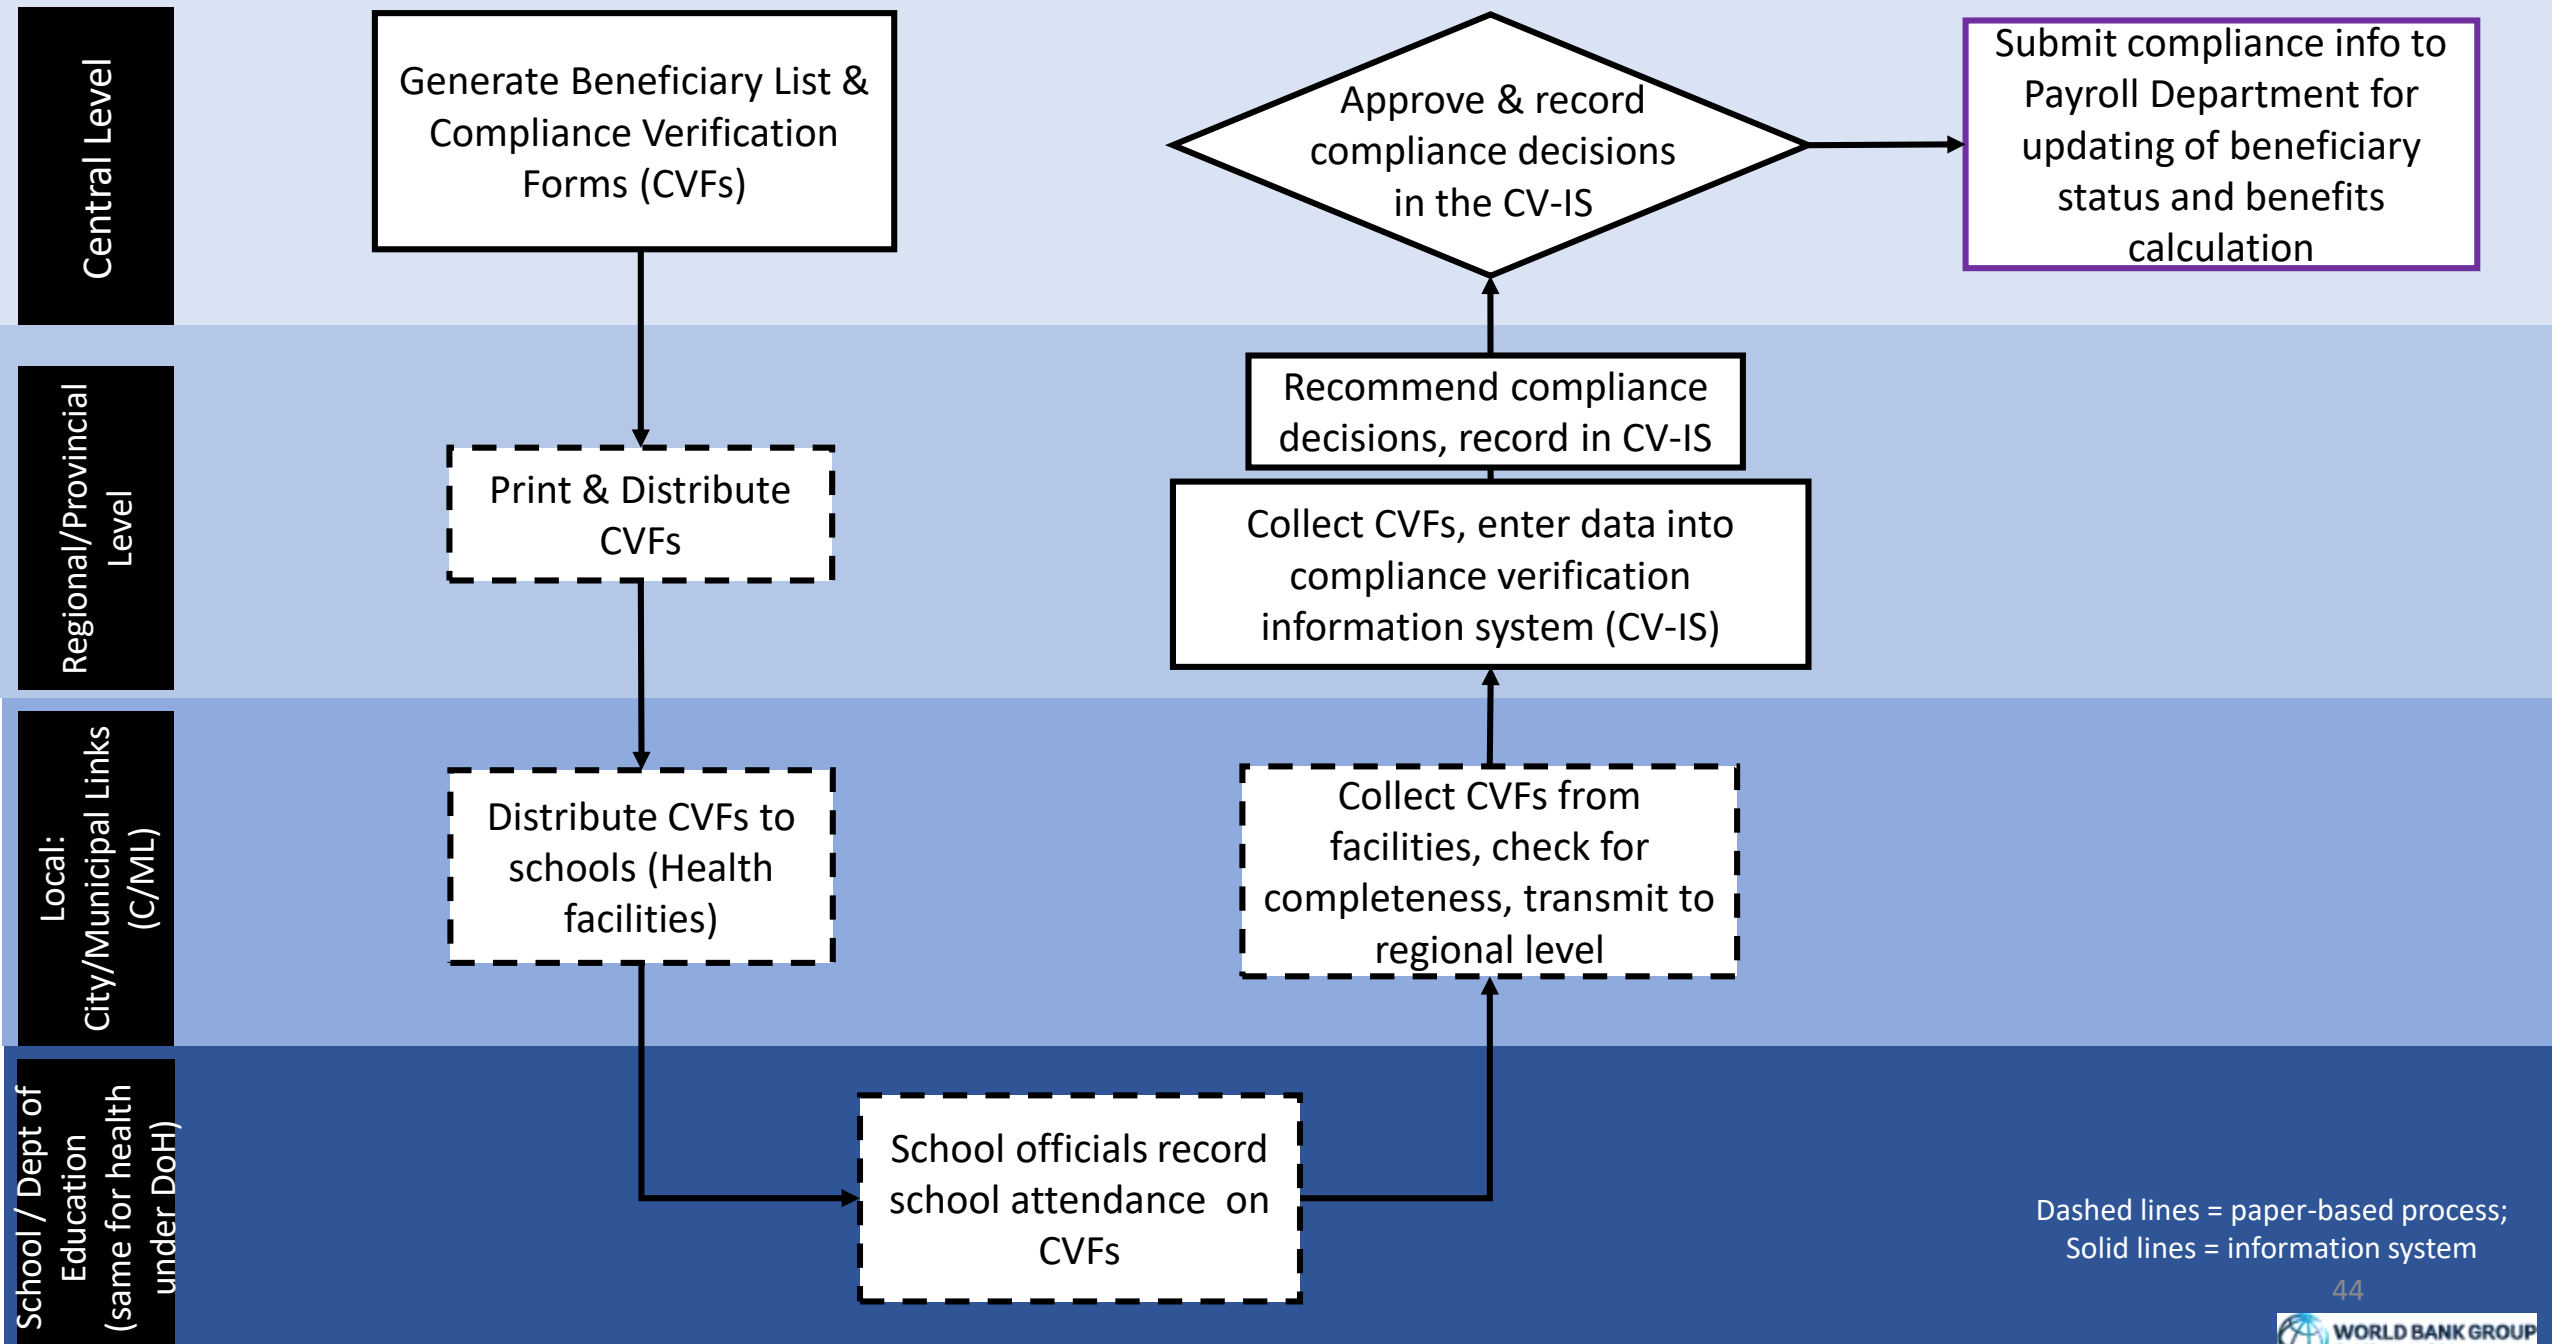 Central Level
Generate Beneficiary List &
Compliance Verification
Forms (CVFs)
Approve & record
compliance decisions
in the CV-IS
Submit compliance info to
Payroll Department for
updating of beneficiary
status and benefits
calculation
Regional/Provincial
Level
Print & Distribute
CVFs
Recommend compliance
decisions, record in CV-IS
Collect CVFs, enter data into
compliance verification
information system (CV-IS)
Local:
City/Municipal Links
(C/ML)
Distribute CVFs to
schools (Health
facilities)
Collect CVFs from
facilities, check for
completeness, transmit to
regional level
School / Dept of
Education
(same for health
under DoH)
School officials record
school attendance on
CVFs
Dashed lines = paper-based process;
Solid lines = information system
44
WORLD BANK GROUP